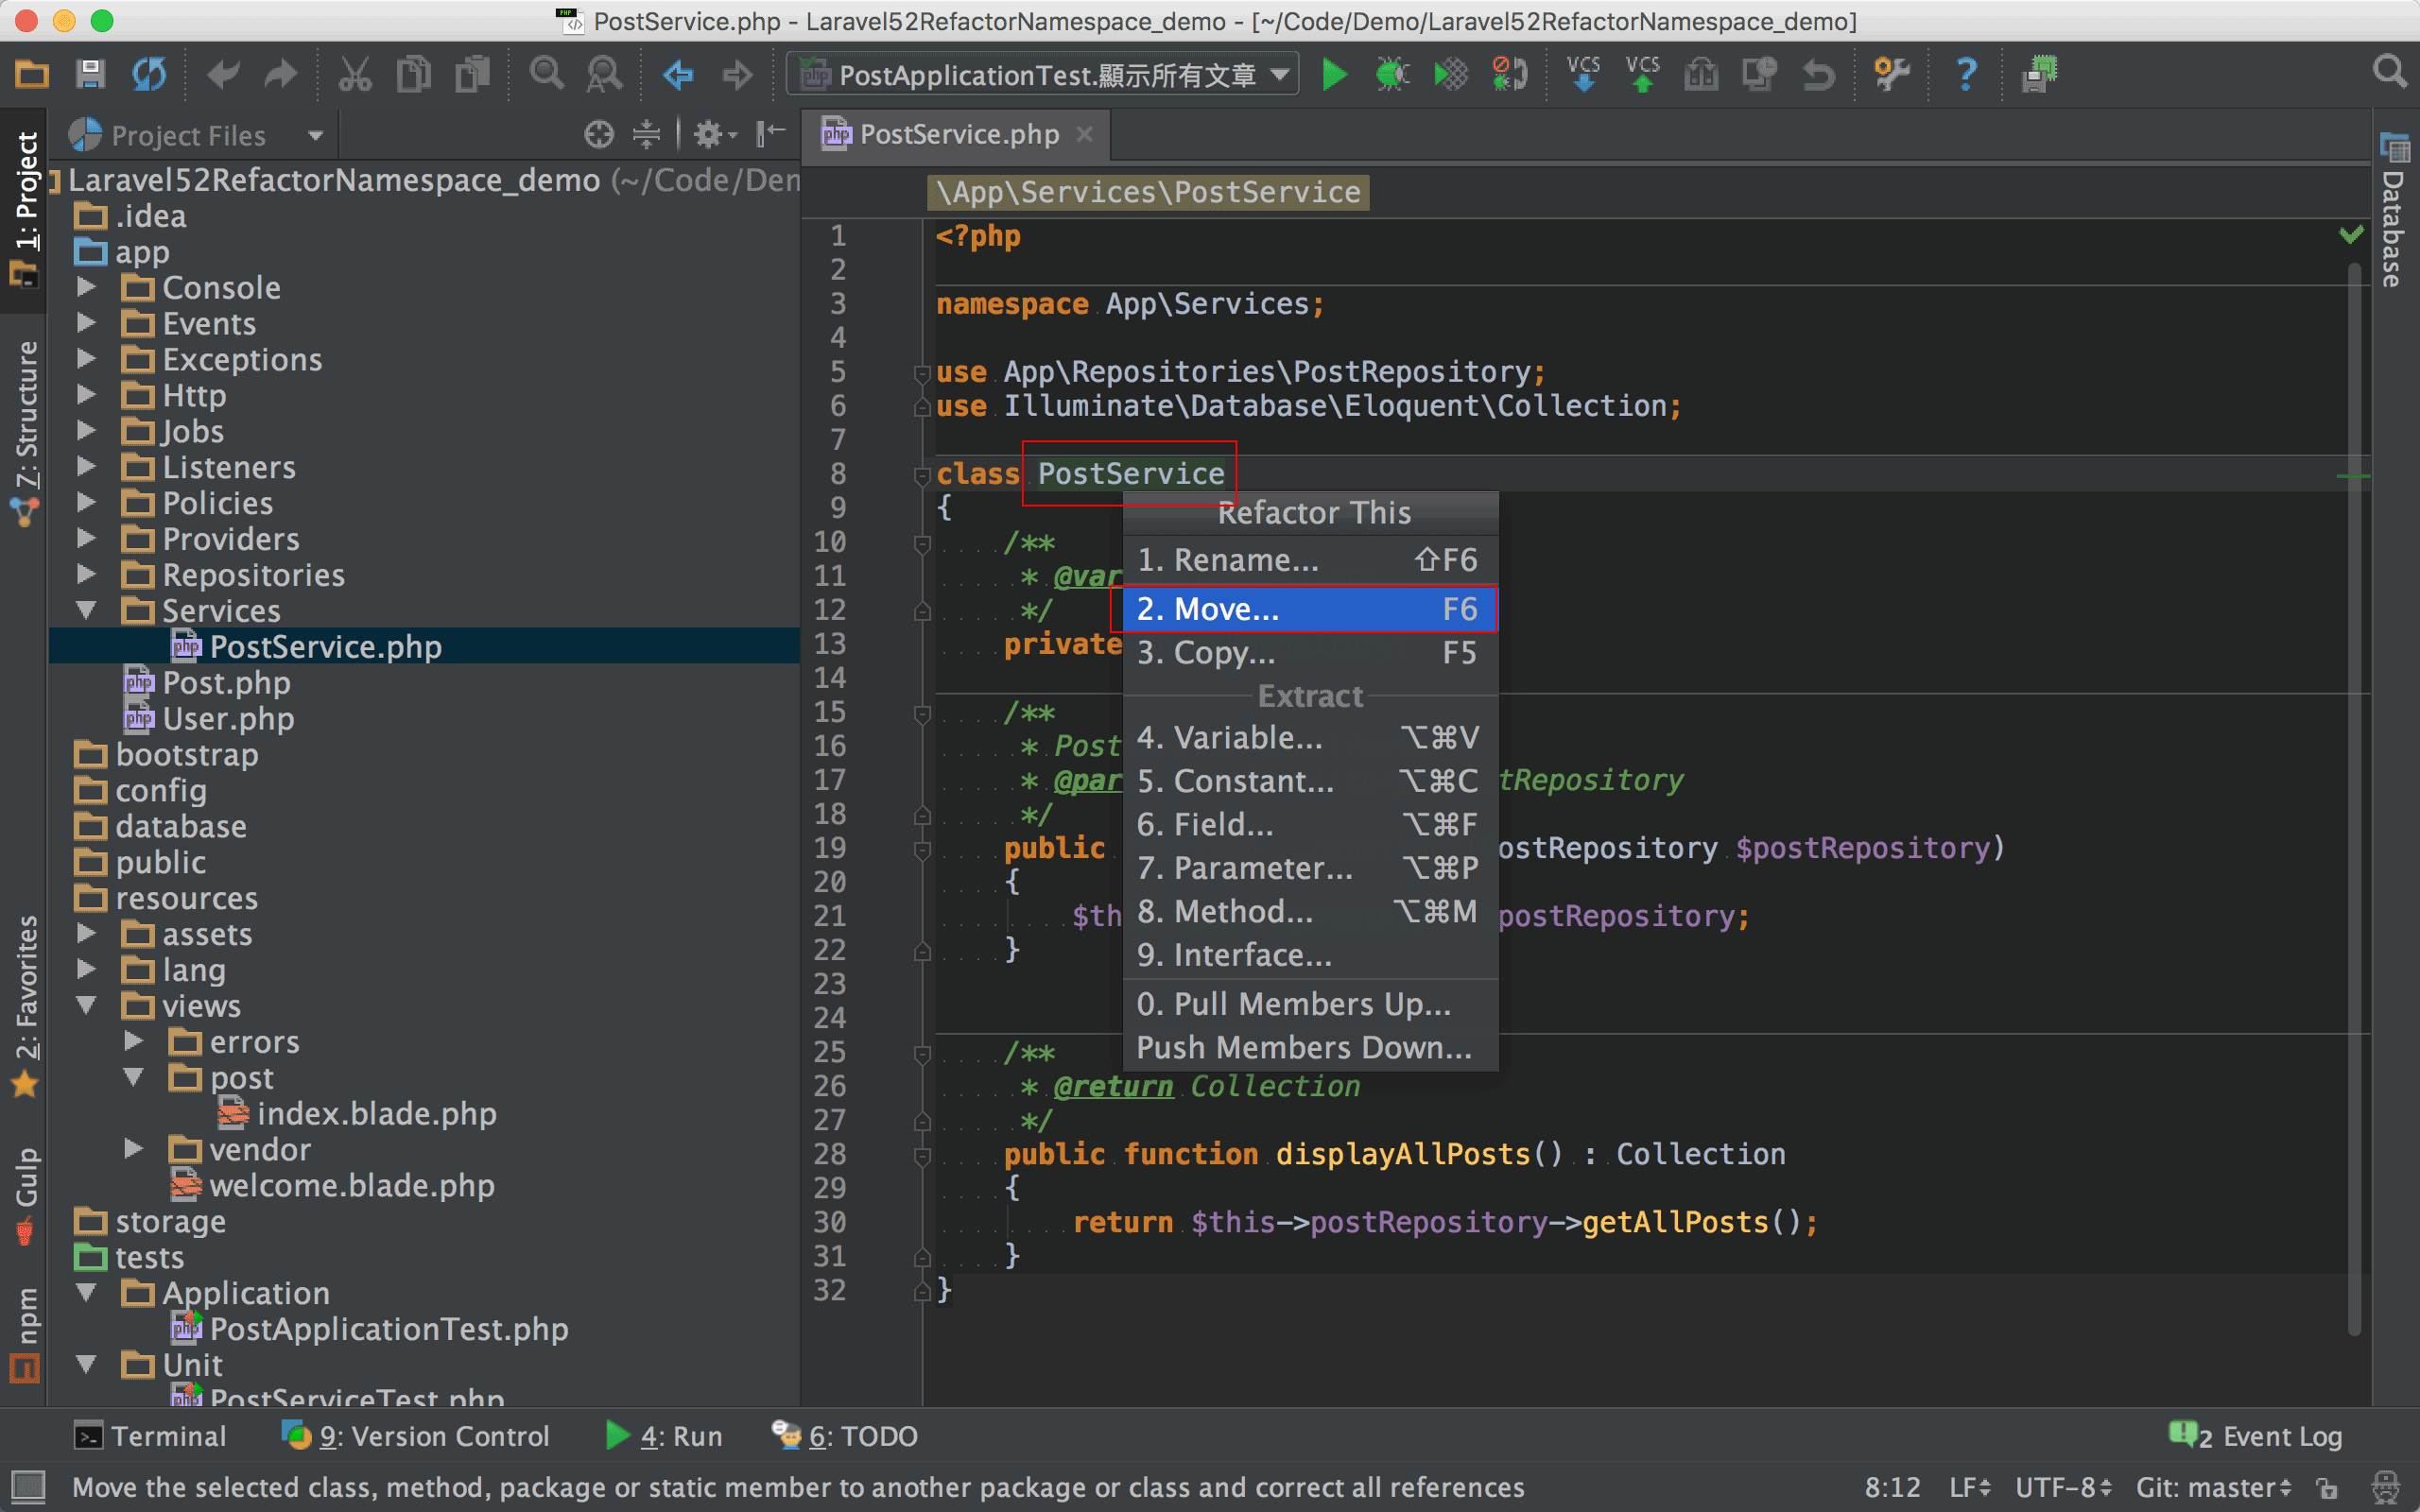 PostService.php - Laravel52RefactorNamespace_demo - [~/Code/Demo/Laravel52RefactorNamespace_demo]
PostApplicationTest.顯示所有文章
VCS
VCS
1: Project
7: Structure
2: Favorites
Gulp
npm
Project Files
Laravel52RefactorNamespace_demo (~/Code/Den
.idea
app
Console
Events
Exceptions
Http
Jobs
Listeners
Policies
Providers
Repositories
Services
PostService.php
Post.php
User.php
bootstrap
config
database
public
resources
assets
lang
views
errors
post
index.blade.php
vendor
welcome.blade.php
storage
tests
Application
PostApplicationTest.php
Unit
PostServiceTest.php
PostService.php
\App\Services\PostService
1 <?php
2
3 namespace App\Services;
4
5 use App\Repositories\PostRepository;
6 use Illuminate\Database\Eloquent\Collection;
7
8 class PostService
9 {
10 /**
11 * @var
12 */
13 private
14
15 /**
16 * Post
17 * @par tRepository
18 */
19 public ostRepository $postRepository)
20 {
21 $th postRepository;
22 }
23
24
25 /**
26 * @return Collection
27 */
28 public function displayAllPosts() : Collection
29 {
30 return $this->postRepository->getAllPosts();
31 }
32 }
Refactor This
1. Rename... ⇧F6
2. Move... F6
3. Copy... F5
Extract
4. Variable... ⌥⌘V
5. Constant... ⌥⌘C
6. Field... ⌥⌘F
7. Parameter... ⌥⌘P
8. Method... ⌥⌘M
9. Interface...
0. Pull Members Up...
Push Members Down...
Database
Terminal
9: Version Control
4: Run
6: TODO
2 Event Log
Move the selected class, method, package or static member to another package or class and correct all references
8:12 LF UTF-8 Git: master